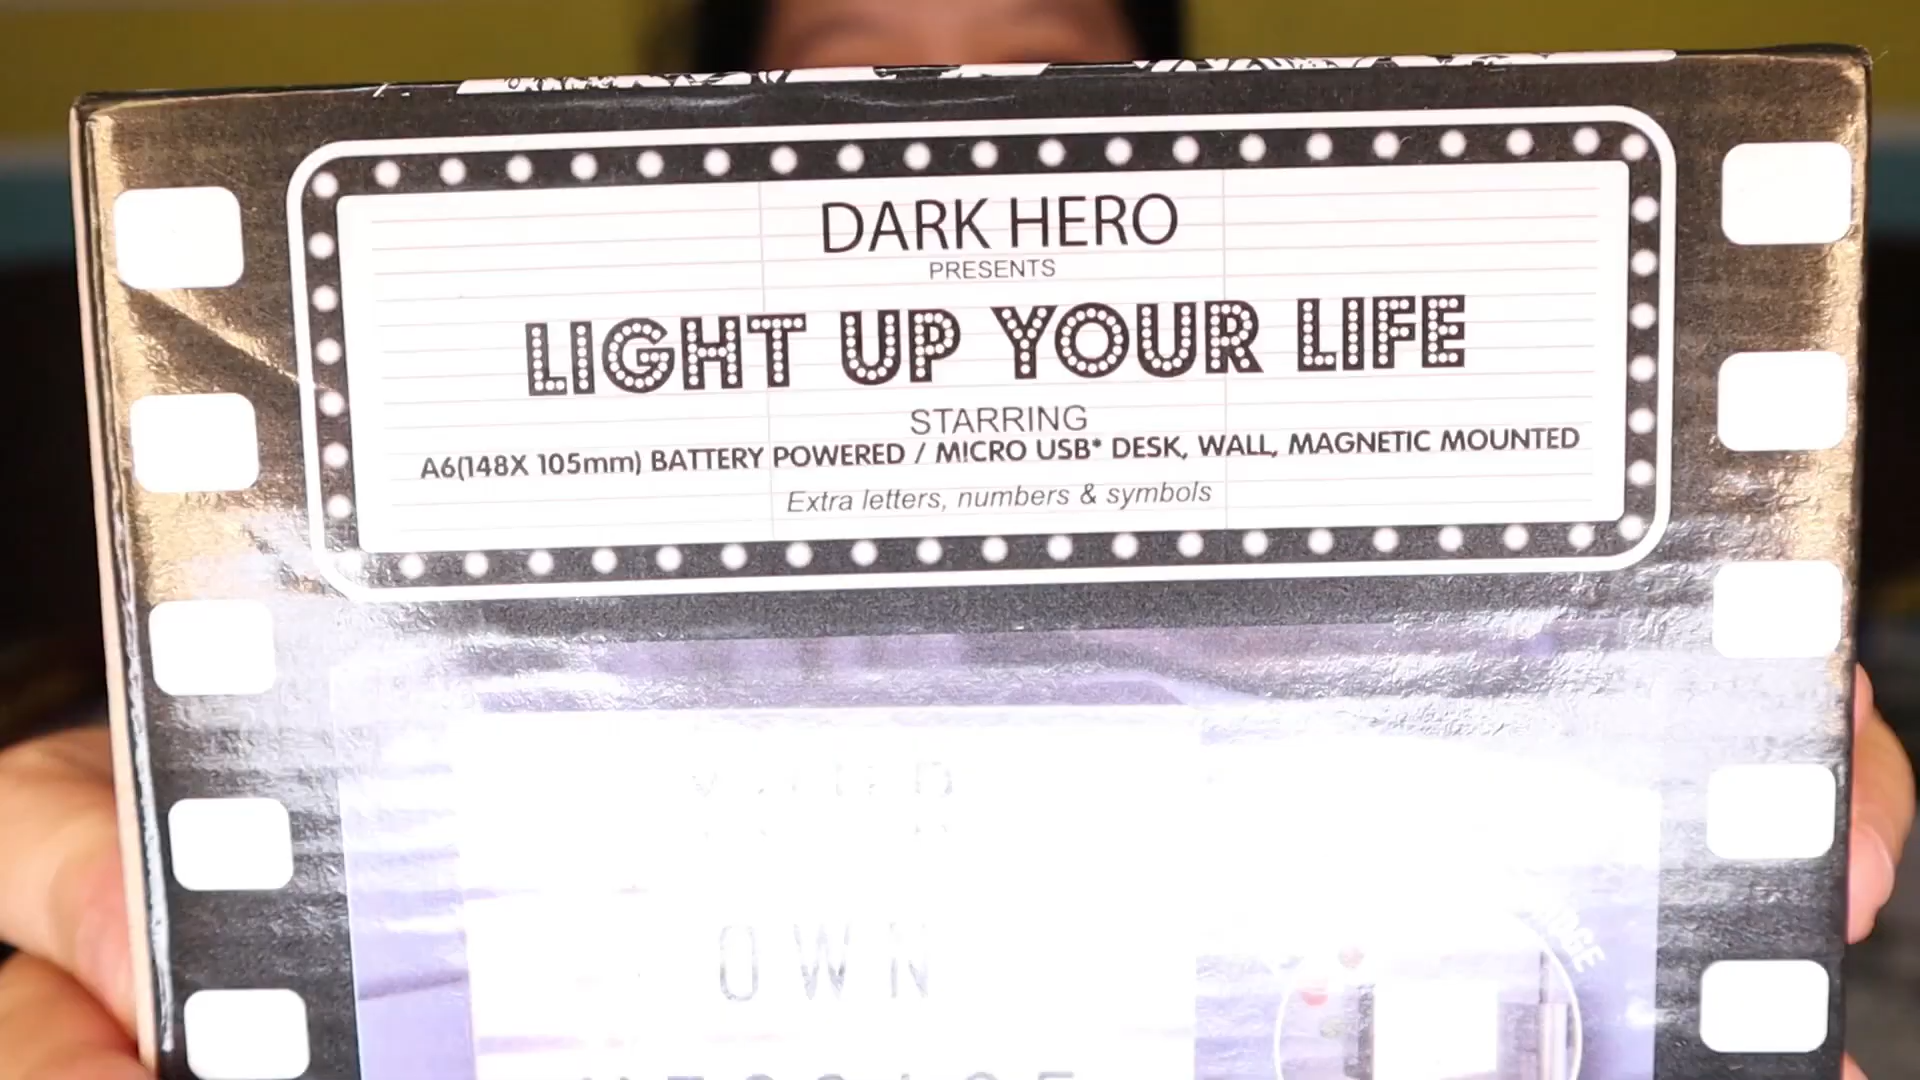 DARK HERO
PRESENTS
LIGHT UP YOUR LIFE
STARRING
A6(148X 105mm) BATTERY POWERED / MICRO USB* DESK, WALL, MAGNETIC MOUNTED
Extra letters, numbers & symbols
OWN